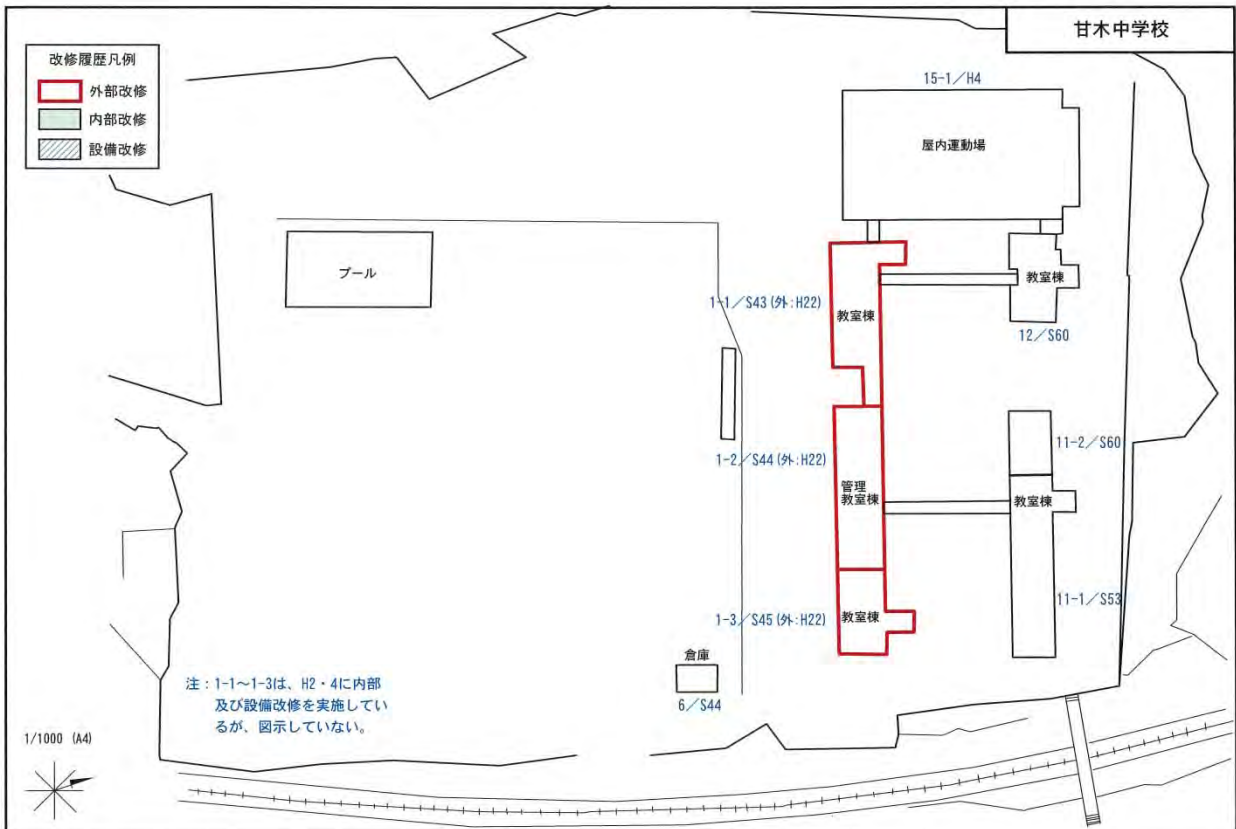 甘木中学校
改修履歴凡例
外部改修
内部改修
設備改修
15-1/H4
屋内運動場
プール
1-1/S43(外:H22)
教室棟
教室棟
12/S60
1-2/S44(外:H22)
管理
教室棟
11-2/S60
教室棟
11-1/S53
1-3/S45(外:H22)
教室棟
倉庫
6/S44
注:1-1~1-3は、H2・4に内部
及び設備改修を実施してい
るが、図示していない。
1/1000 (A4)